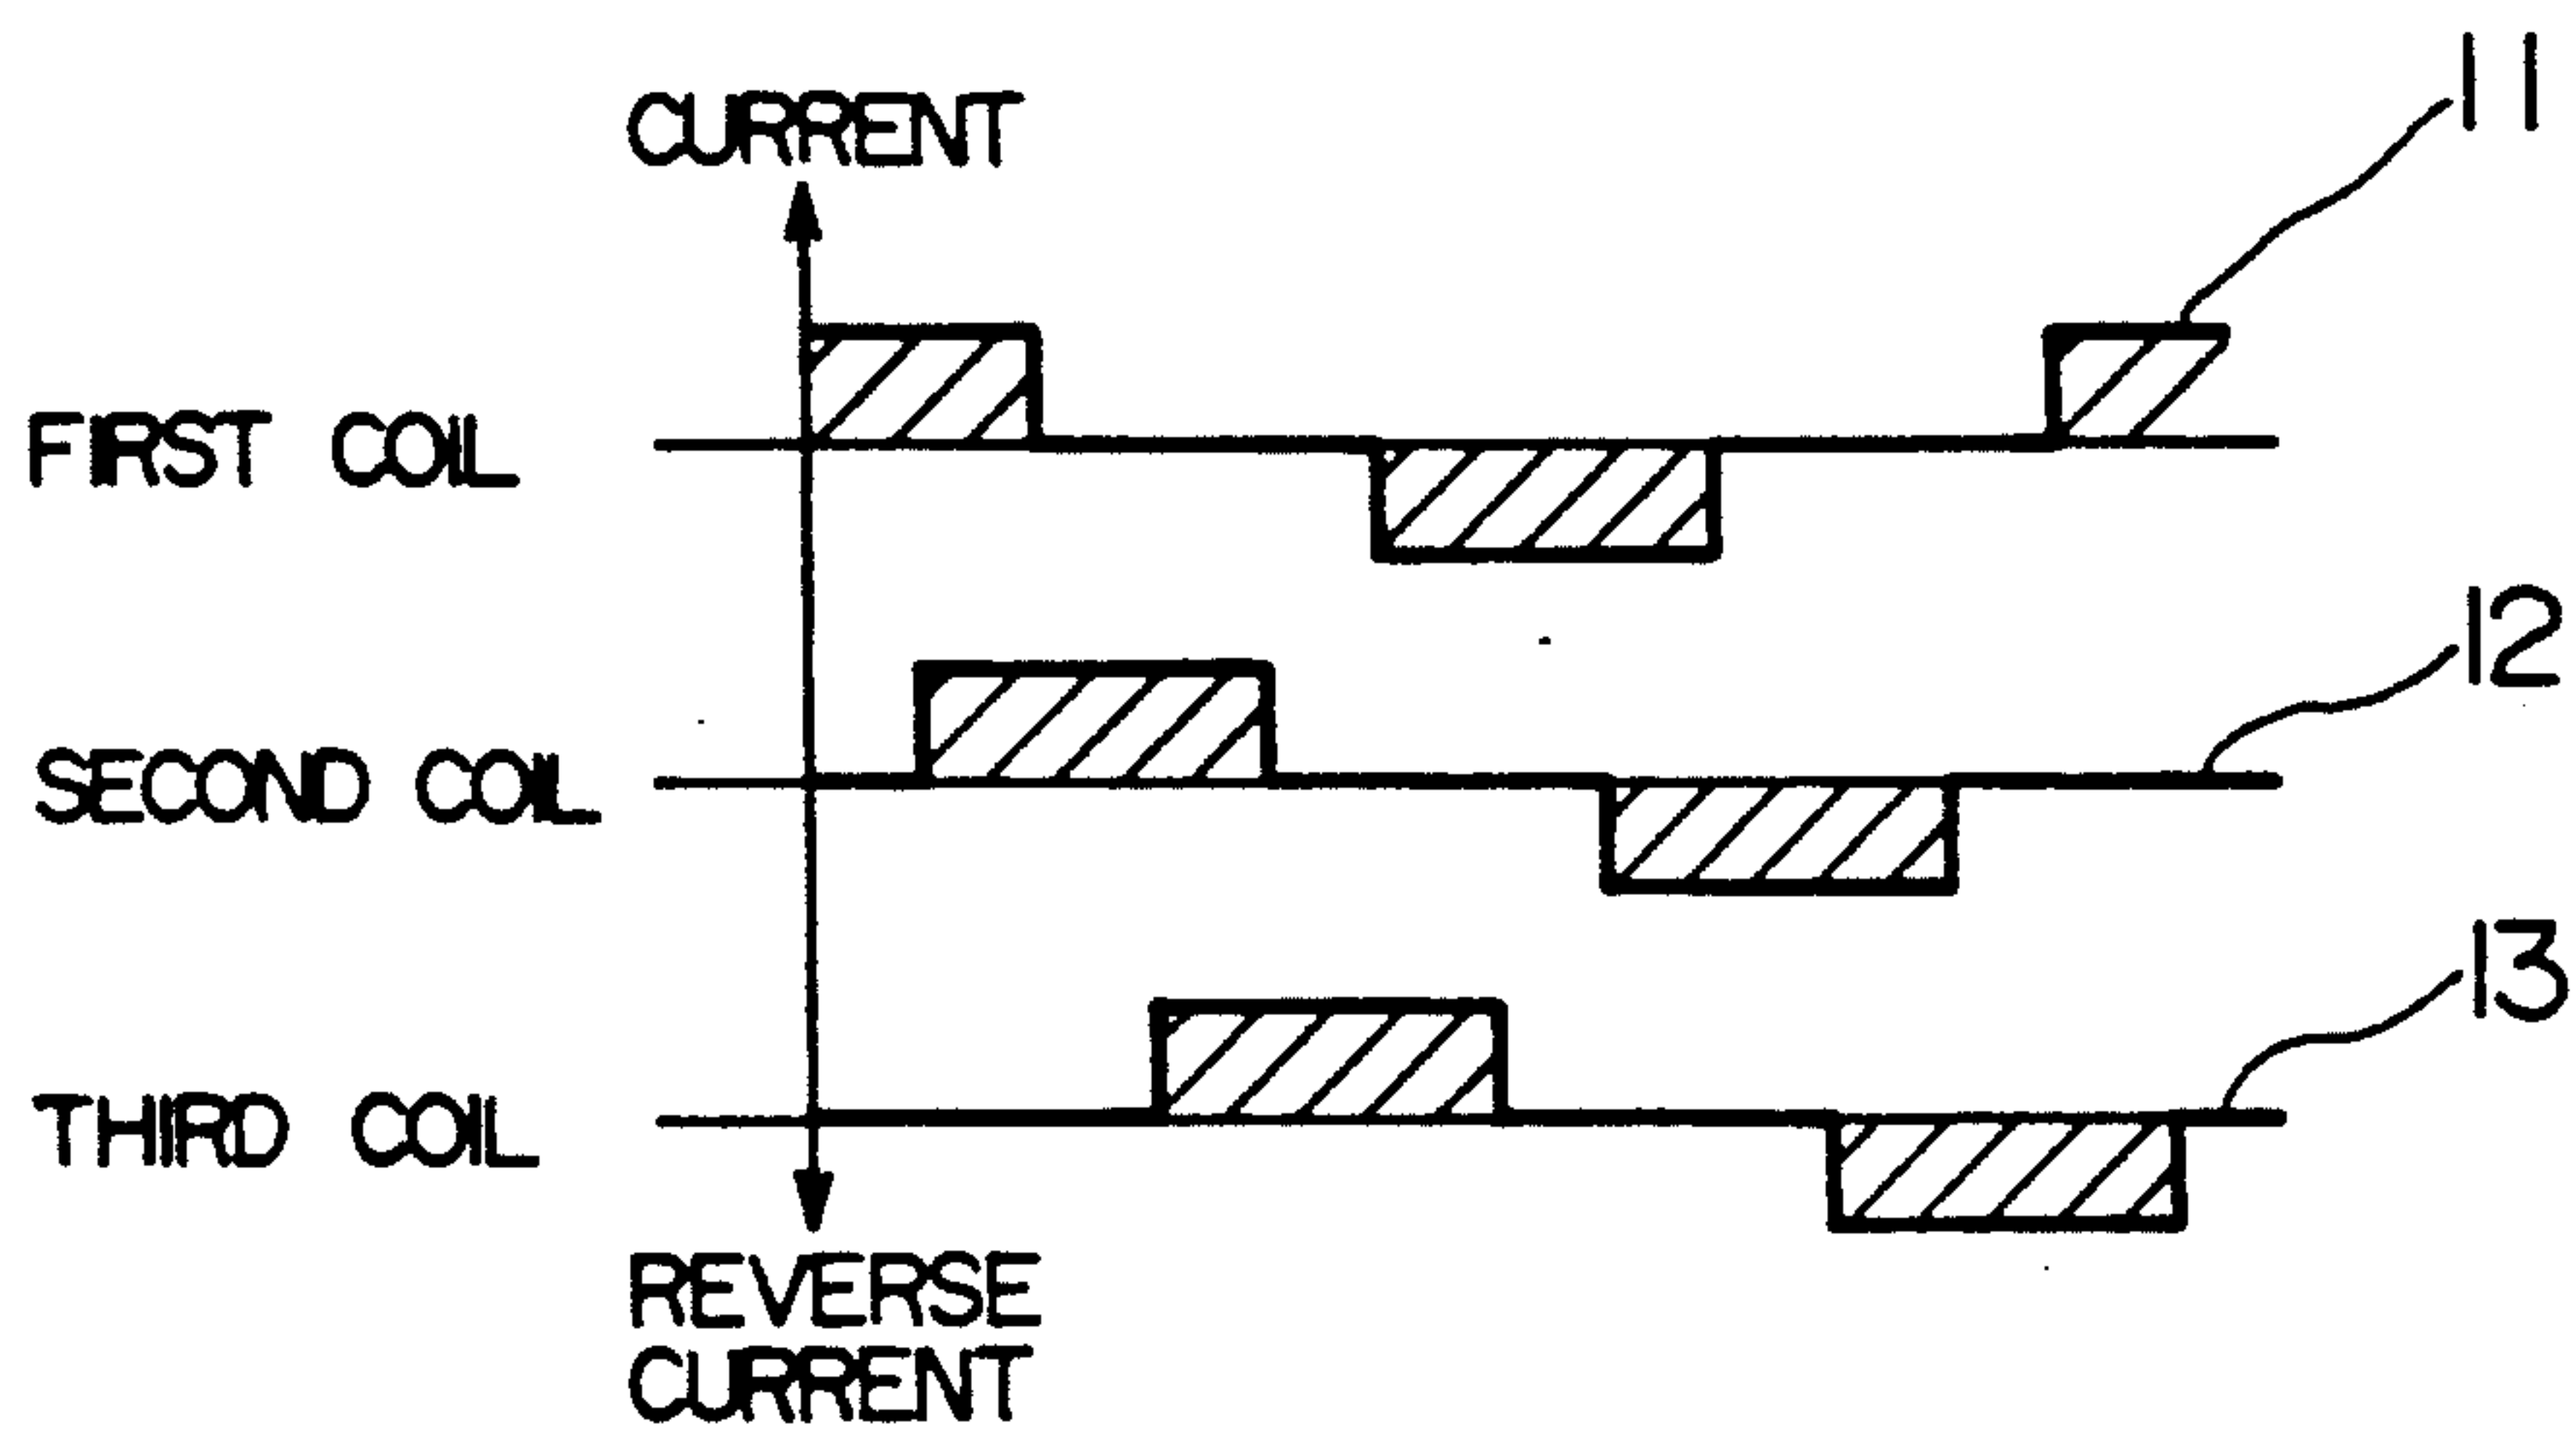 CURRENT
11
FIRST COIL
12
SECOND COIL
13
THIRD COIL
REVERSE
CURRENT